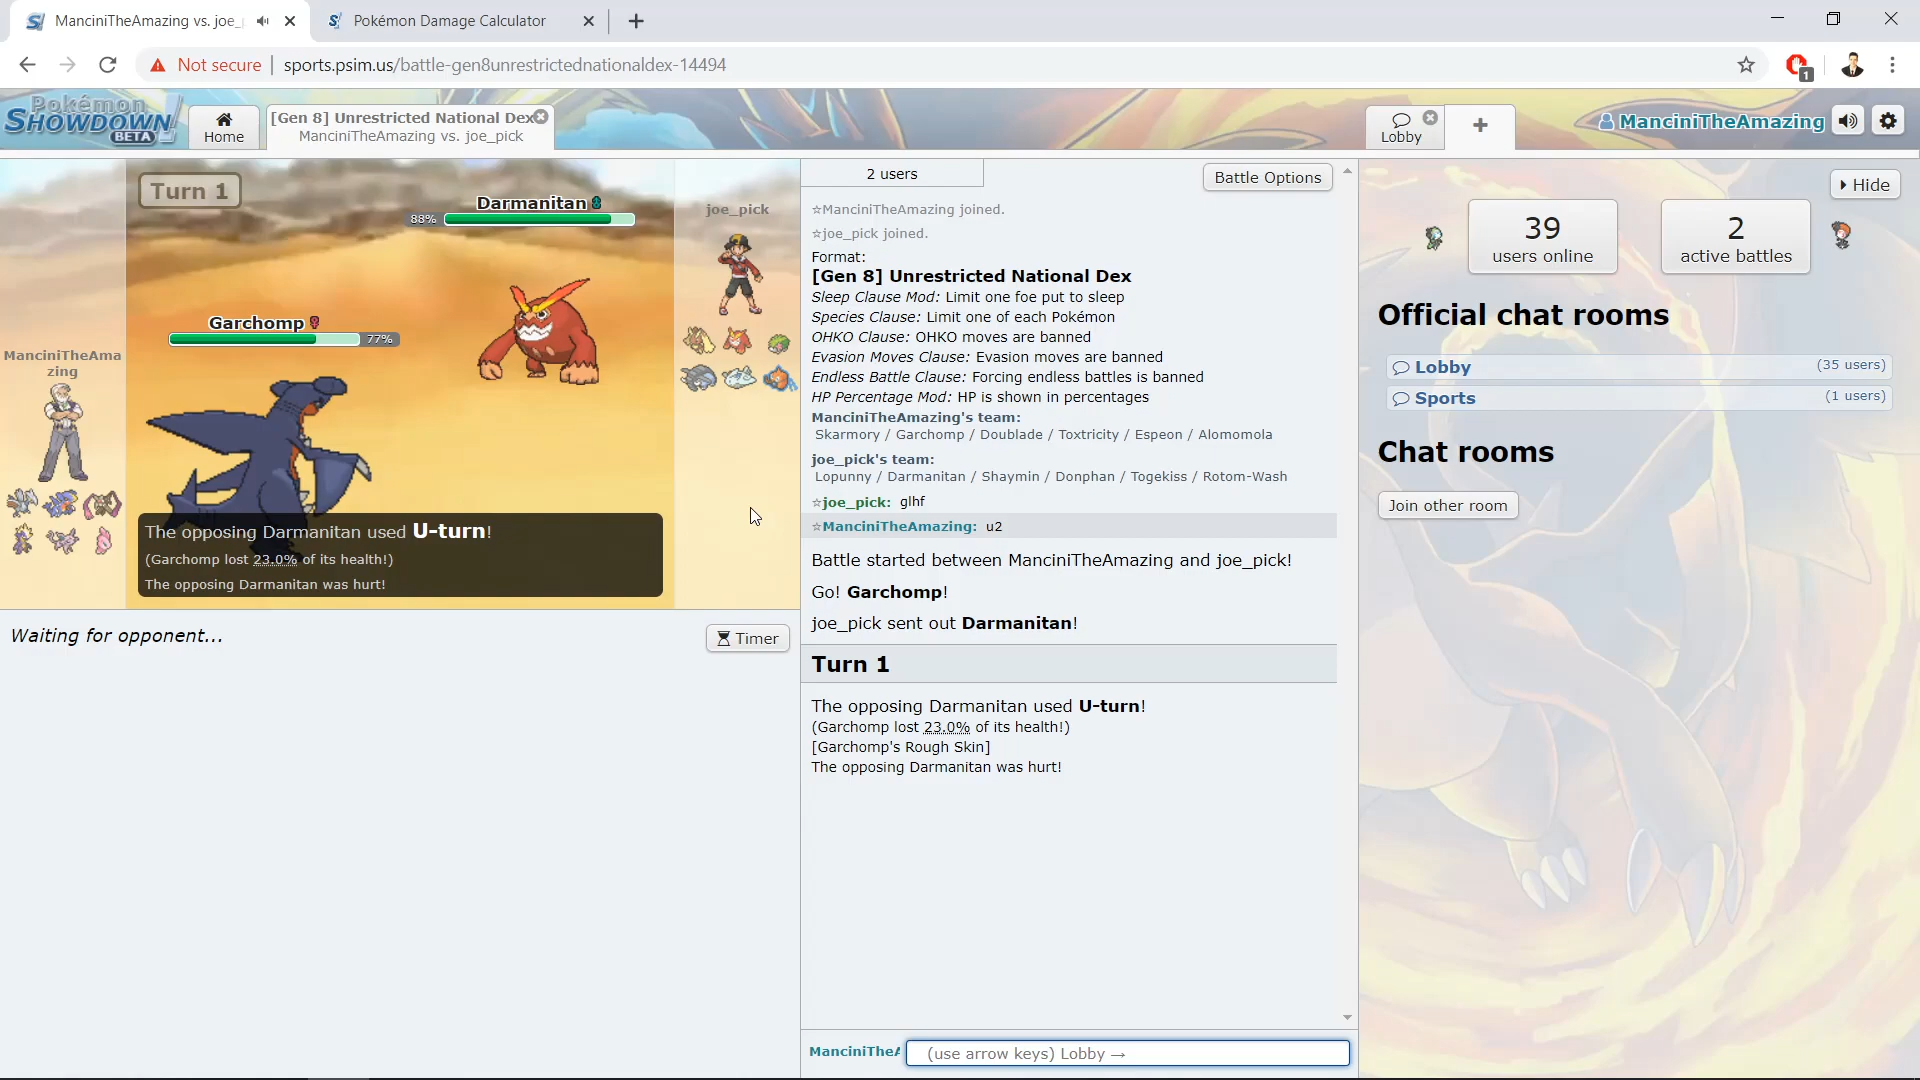 ManciniTheAmazing vs. joe_
Pokémon Damage Calculator
Not secure
sports.psim.us/battle-gen8unrestrictednationaldex-14494
1
Pokémon
SHOWDOWN
BETA
Home
[Gen 8] Unrestricted National Dex
ManciniTheAmazing vs. joe_pick
Lobby
ManciniTheAmazing
Turn 1
Darmanitan
88%
Garchomp
77%
ManciniTheAma
zing
joe_pick
The opposing Darmanitan used U-turn!
(Garchomp lost 23.0% of its health!)
The opposing Darmanitan was hurt!
Waiting for opponent...
Timer
2 users
Battle Options
☆ManciniTheAmazing joined.
☆joe_pick joined.
Format:
[Gen 8] Unrestricted National Dex
Sleep Clause Mod: Limit one foe put to sleep
Species Clause: Limit one of each Pokémon
OHKO Clause: OHKO moves are banned
Evasion Moves Clause: Evasion moves are banned
Endless Battle Clause: Forcing endless battles is banned
HP Percentage Mod: HP is shown in percentages
ManciniTheAmazing's team:
Skarmory / Garchomp / Doublade / Toxtricity / Espeon / Alomomola
joe_pick's team:
Lopunny / Darmanitan / Shaymin / Donphan / Togekiss / Rotom-Wash
☆joe_pick: glhf
☆ManciniTheAmazing: u2
Battle started between ManciniTheAmazing and joe_pick!
Go! Garchomp!
joe_pick sent out Darmanitan!
Turn 1
The opposing Darmanitan used U-turn!
(Garchomp lost 23.0% of its health!)
[Garchomp's Rough Skin]
The opposing Darmanitan was hurt!
ManciniTheA
(use arrow keys) Lobby →
Hide
39
users online
2
active battles
Official chat rooms
Lobby (35 users)
Sports (1 users)
Chat rooms
Join other room